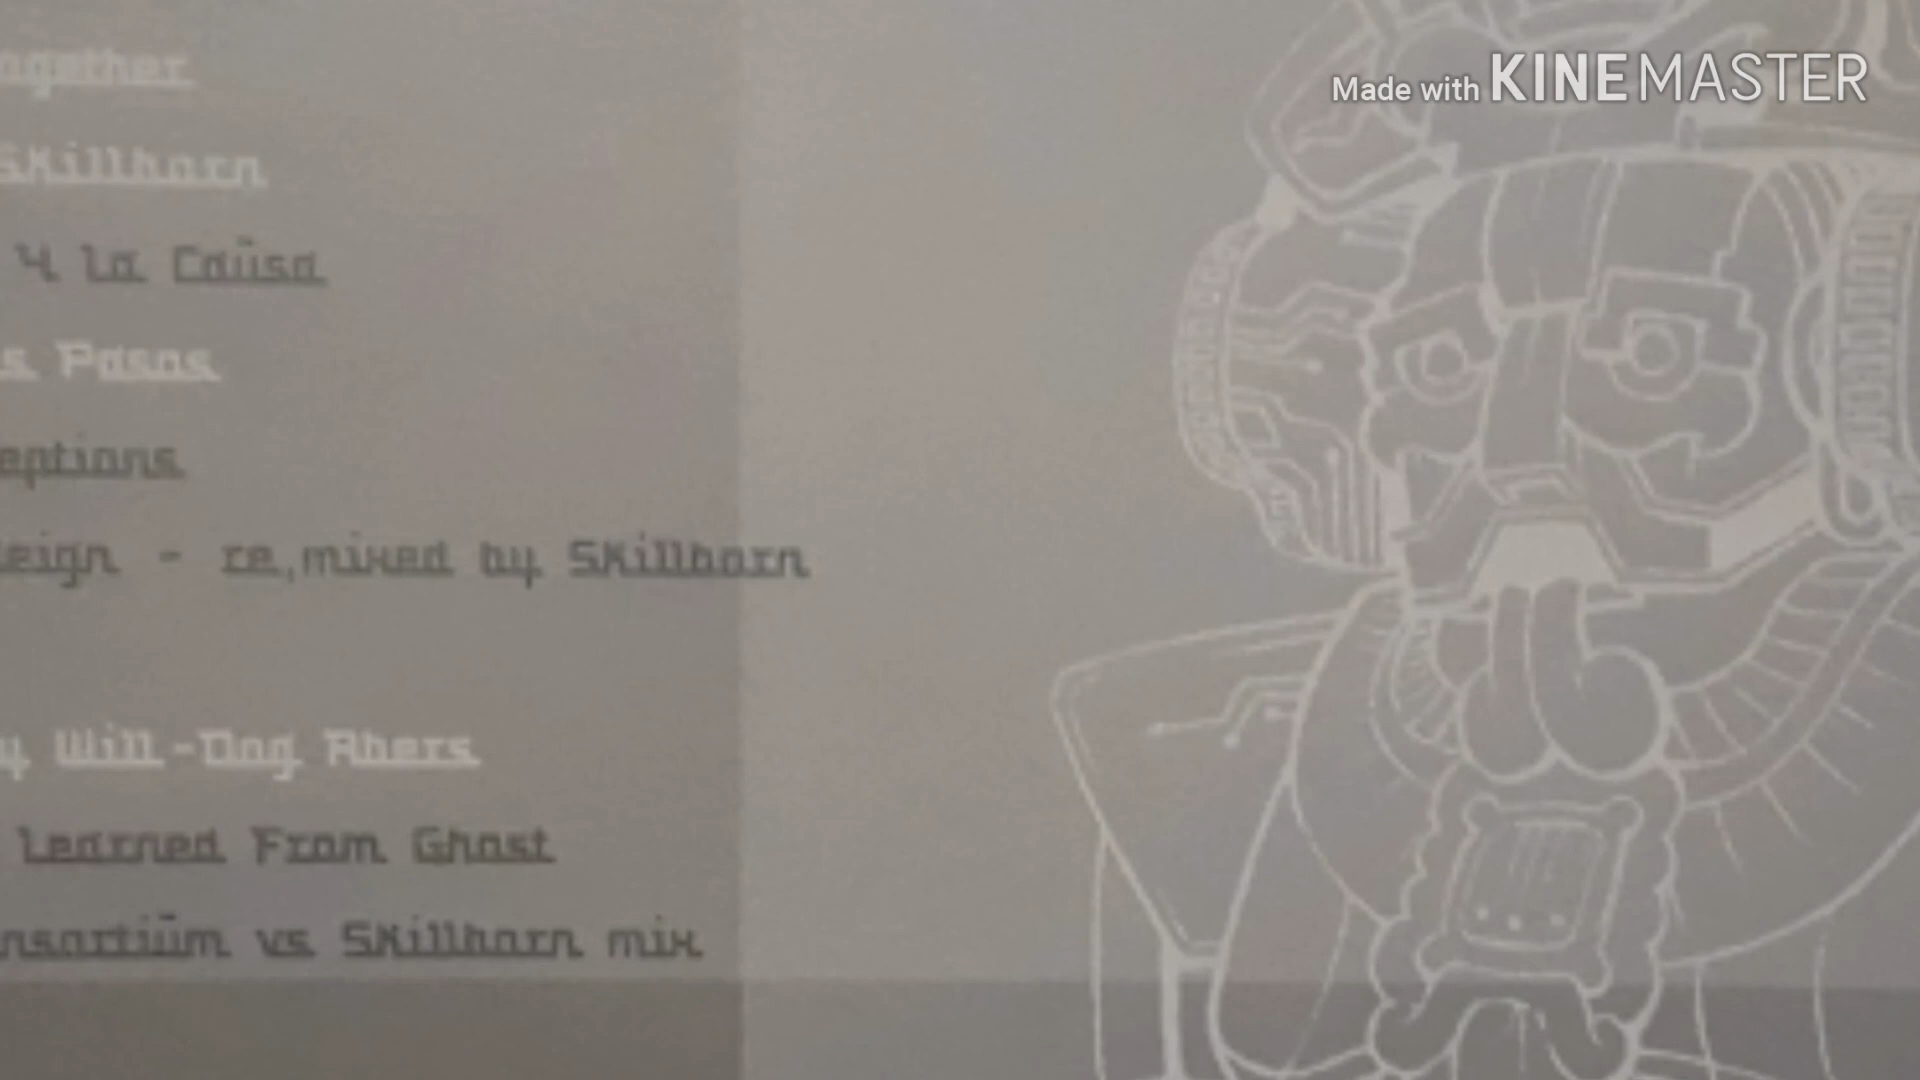 ogether
Made with KINEMASTER
Skillborn
4 La Causa
s Pasos
eptions
eign - re,mixed by Skillborn
y Will-Dog Abers
Learned From Ghost
nsortium vs Skillborn mix